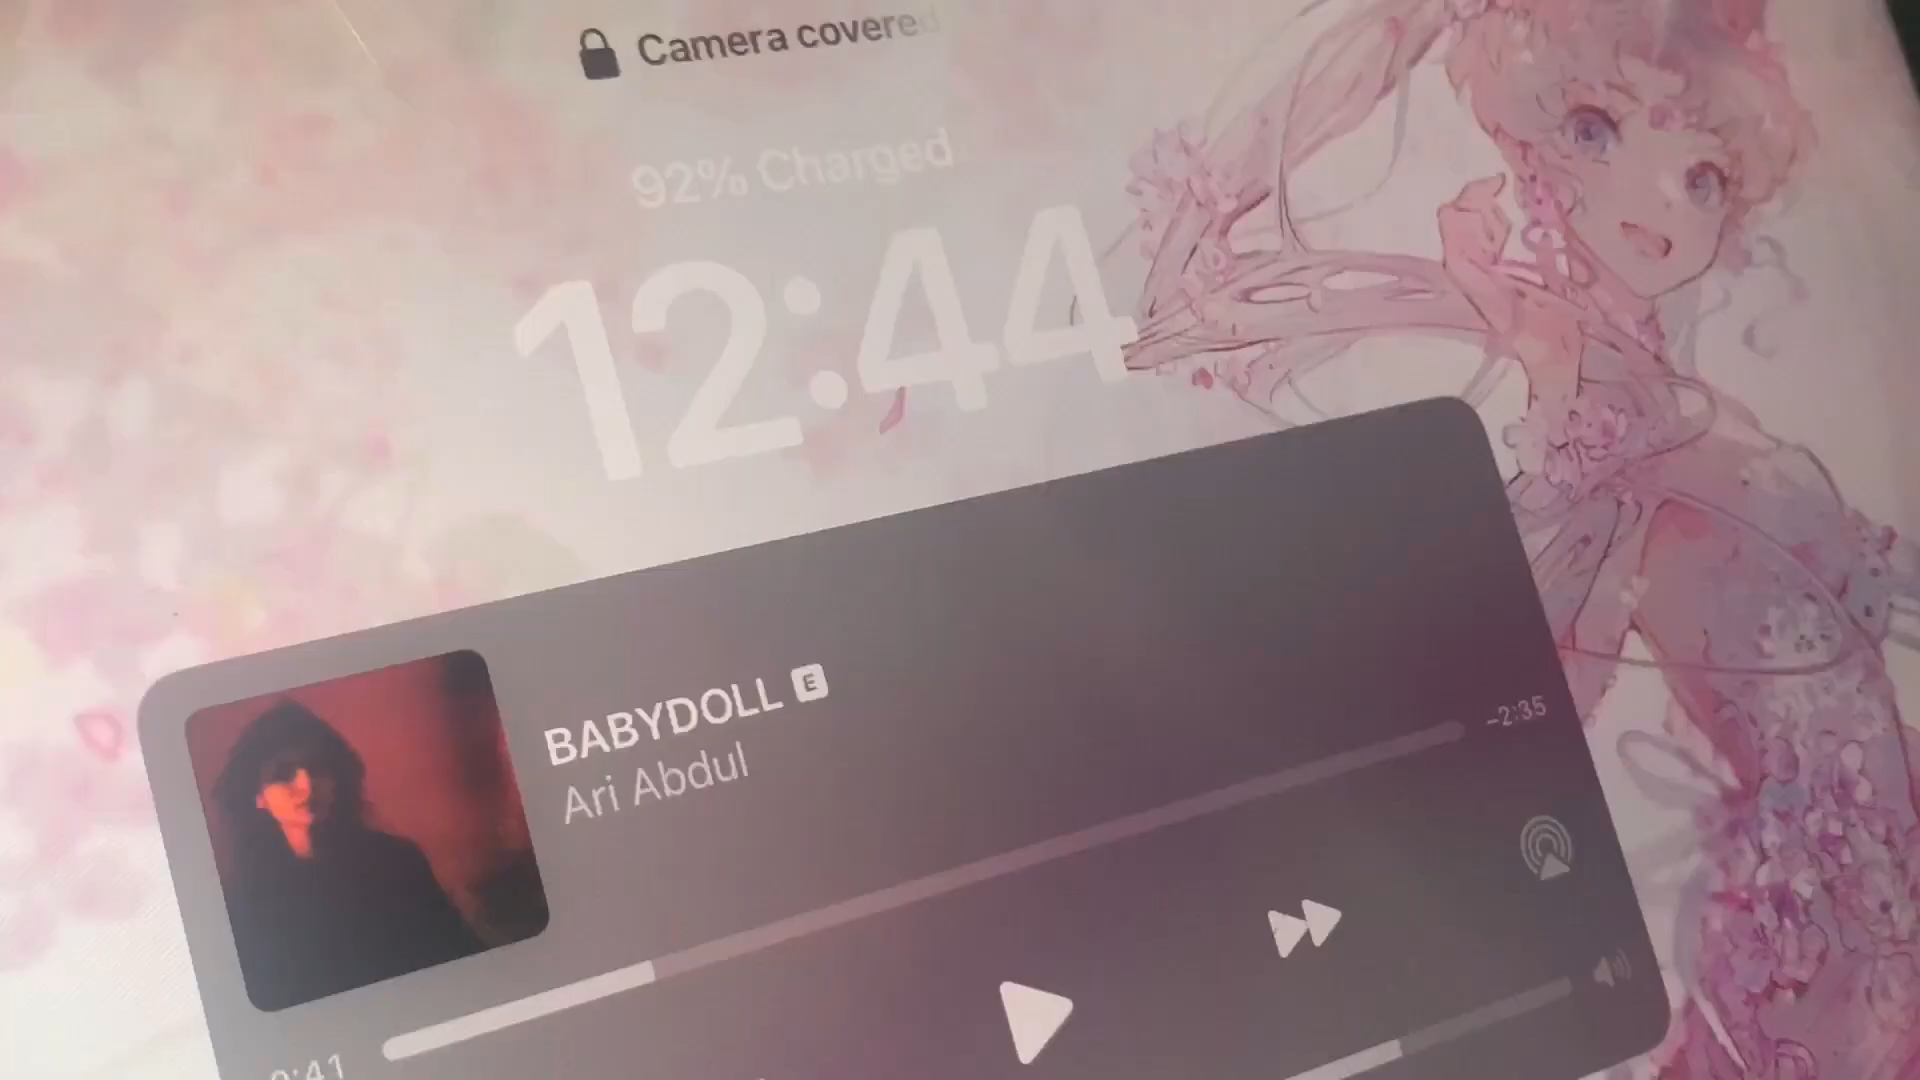 Camera covered
92% Charged
12:44
BABYDOLL E
Ari Abdul
-2:35
0:41